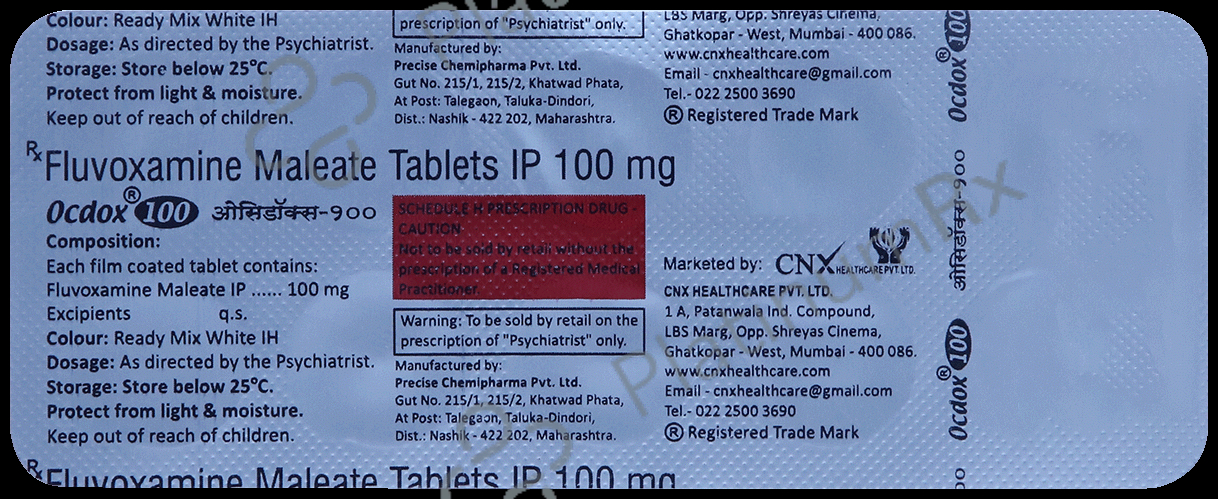 Colour: Ready Mix White IH
Dosage: As directed by the Psychiatrist.
Storage: Store below 25°C.
Protect from light & moisture.
Keep out of reach of children.
prescription of "Psychiatrist" only.
Manufactured by:
Precise Chemipharma Pvt. Ltd.
Gut No. 215/1, 215/2, Khatwad Phata,
At Post: Talegaon, Taluka-Dindori,
Dist.: Nashik - 422 202, Maharashtra.
LBS Marg, Opp. Shreyas Cinema,
Ghatkopar - West, Mumbai - 400 086.
www.cnxhealthcare.com
Email - cnxhealthcare@gmail.com
Tel.- 022 2500 3690
® Registered Trade Mark
Rx Fluvoxamine Maleate Tablets IP 100 mg
Ocdox® 100 ओसिडॉक्स-१००
Composition:
Each film coated tablet contains:
Fluvoxamine Maleate IP ...... 100 mg
Excipients q.s.
Colour: Ready Mix White IH
Dosage: As directed by the Psychiatrist.
Storage: Store below 25°C.
Protect from light & moisture.
Keep out of reach of children.
SCHEDULE H PRESCRIPTION DRUG -
CAUTION
Not to be sold by retail without the
prescription of a Registered Medical
Practitioner.
Warning: To be sold by retail on the
prescription of "Psychiatrist" only.
Manufactured by:
Precise Chemipharma Pvt. Ltd.
Gut No. 215/1, 215/2, Khatwad Phata,
At Post: Talegaon, Taluka-Dindori,
Dist.: Nashik - 422 202, Maharashtra.
Marketed by: CNX HEALTHCARE PVT. LTD.
CNX HEALTHCARE PVT. LTD.
1 A, Patanwala Ind. Compound,
LBS Marg, Opp. Shreyas Cinema,
Ghatkopar - West, Mumbai - 400 086.
www.cnxhealthcare.com
Email - cnxhealthcare@gmail.com
Tel.- 022 2500 3690
® Registered Trade Mark
Rx Fluvoxamine Maleate Tablets IP 100 mg
Ocdox® 100
ओसिडॉक्स-१००
Ocdox® 100
PlatinumRx